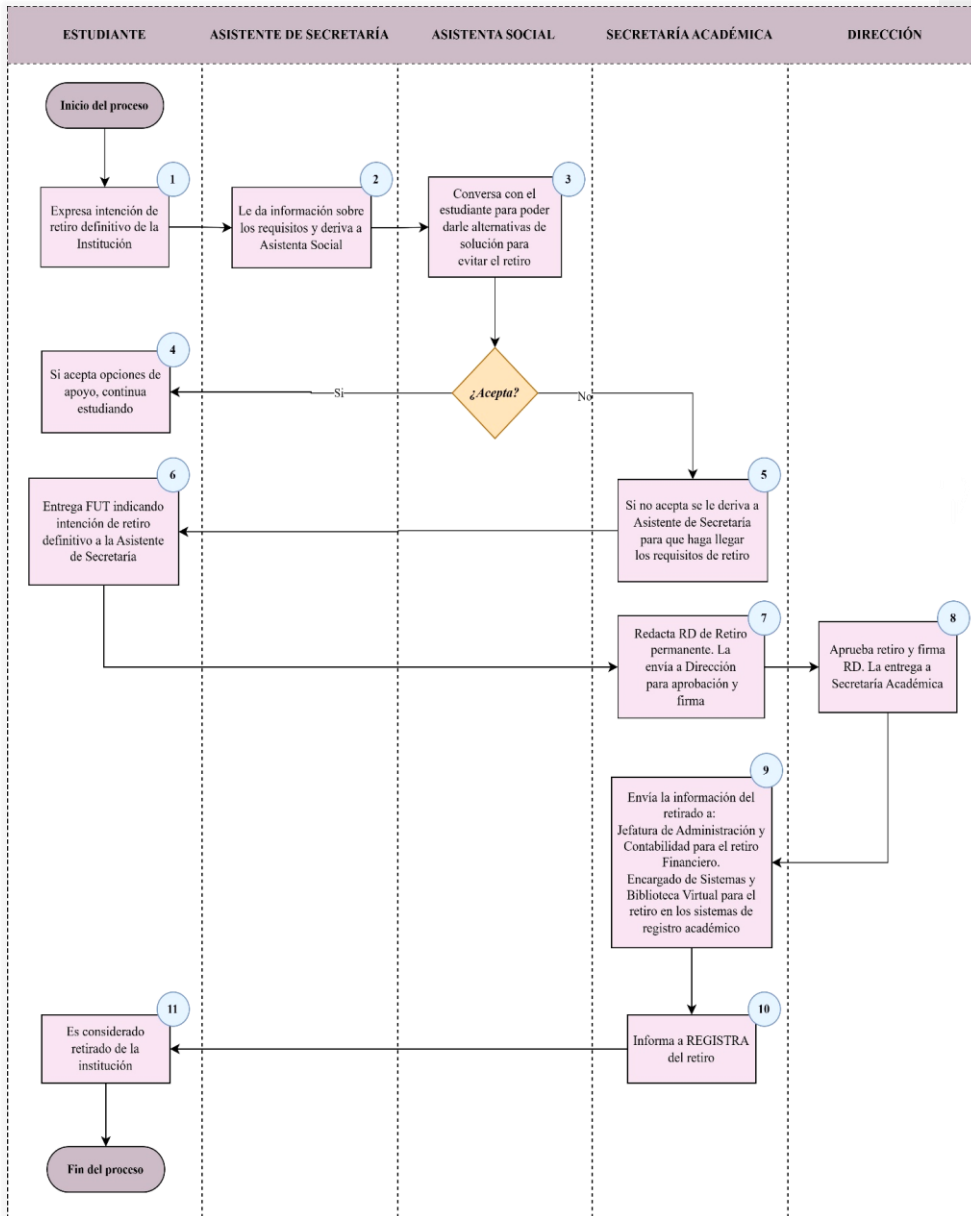 ESTUDIANTE
ASISTENTE DE SECRETARÍA
ASISTENTA SOCIAL
SECRETARÍA ACADÉMICA
DIRECCIÓN
Inicio del proceso
1
Expresa intención de
retiro definitivo de la
Institución
2
Le da información sobre
los requisitos y deriva a
Asistenta Social
3
Conversa con el
estudiante para poder
darle alternativas de
solución para
evitar el retiro
¿Acepta?
Si
No
4
Si acepta opciones de
apoyo, continua
estudiando
5
Si no acepta se le deriva a
Asistente de Secretaría
para que haga llegar
los requisitos de retiro
6
Entrega FUT indicando
intención de retiro
definitivo a la Asistente
de Secretaría
7
Redacta RD de Retiro
permanente. La
envía a Dirección
para aprobación y
firma
8
Aprueba retiro y firma
RD. La entrega a
Secretaría Académica
9
Envía la información del
retirado a:
Jefatura de Administración y
Contabilidad para el retiro
Financiero.
Encargado de Sistemas y
Biblioteca Virtual para el
retiro en los sistemas de
registro académico
10
Informa a REGISTRA
del retiro
11
Es considerado
retirado de la
institución
Fin del proceso